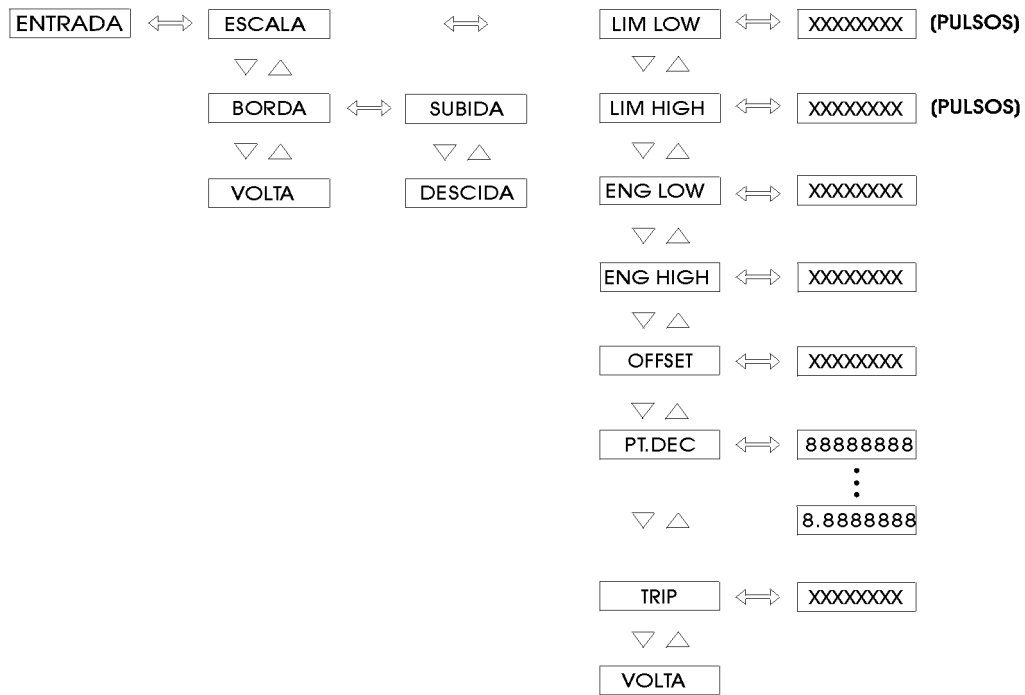 ENTRADA ESCALA LIM LOW XXXXXXXX (PULSOS)
BORDA SUBIDA LIM HIGH XXXXXXXX (PULSOS)
VOLTA DESCIDA ENG LOW XXXXXXXX
ENG HIGH XXXXXXXX
OFFSET XXXXXXXX
PT.DEC 88888888
8.8888888
TRIP XXXXXXXX
VOLTA